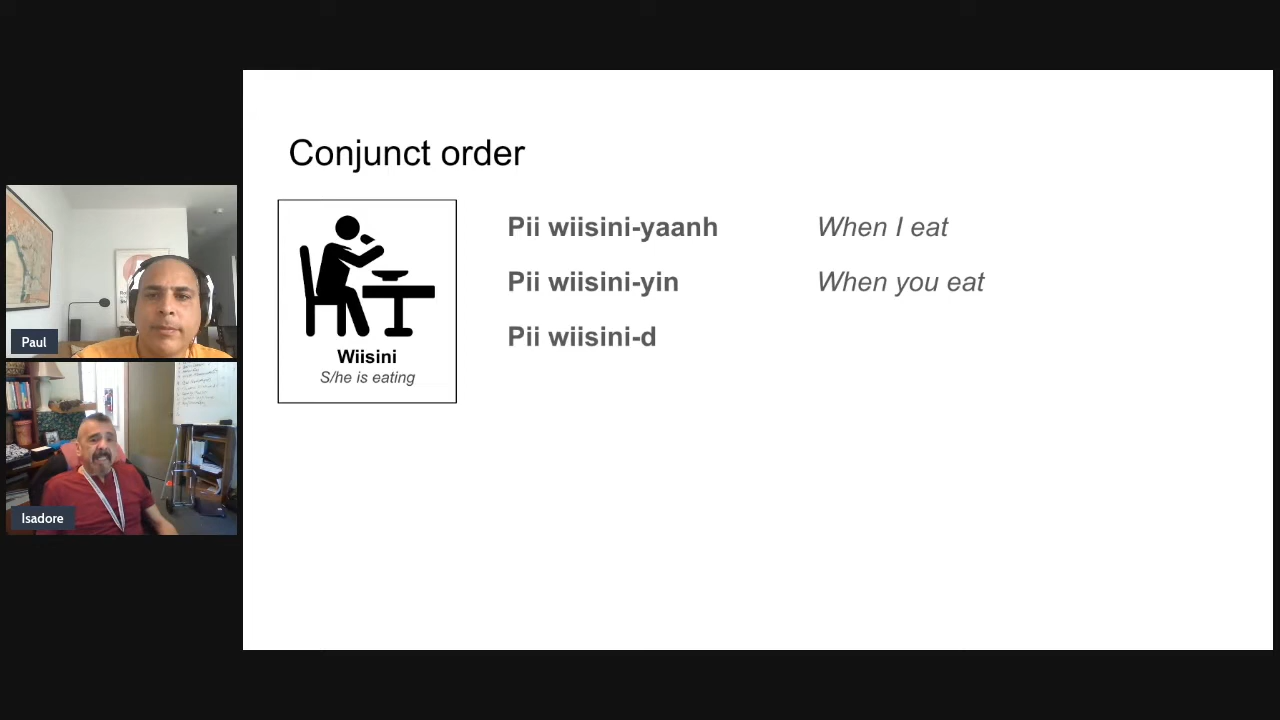 Conjunct order
Pii wiisini-yaanh When I eat
Pii wiisini-yin When you eat
Pii wiisini-d
Wiisini
S/he is eating
Paul
Isadore